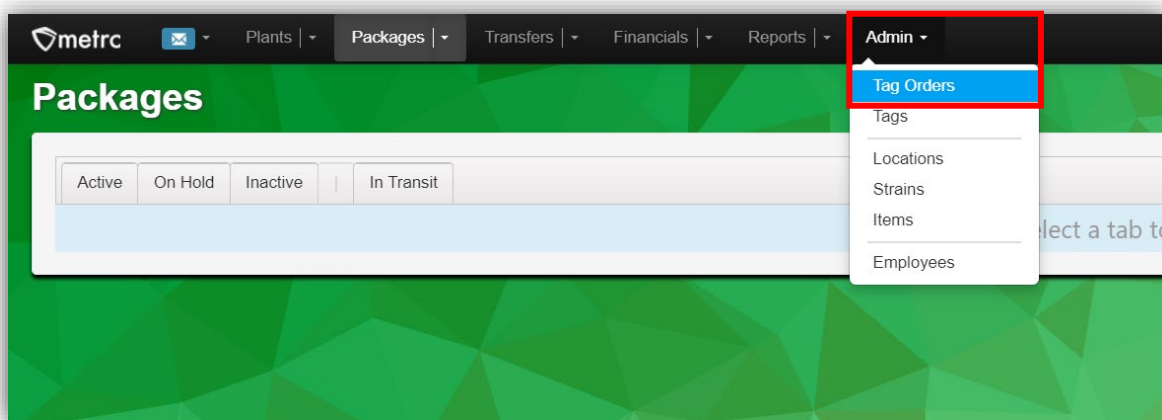 metrc Plants | Packages | Transfers | Financials | Reports | Admin
Packages
Tag Orders
Tags
Locations
Strains
Items
Employees
Active On Hold Inactive | In Transit
a tab